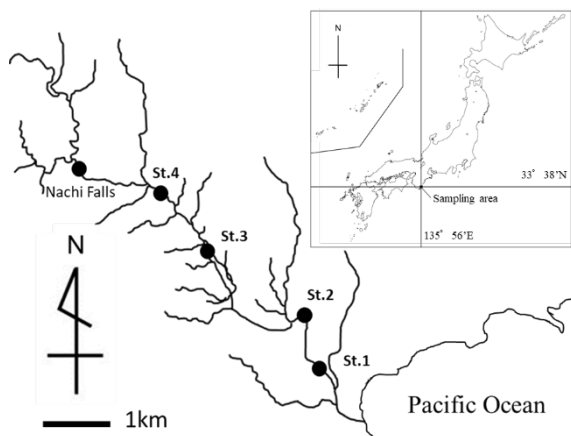 N
33° 38’N
Sampling area
135° 56’E
St.4
Nachi Falls
St.3
N
St.2
St.1
1km
Pacific Ocean